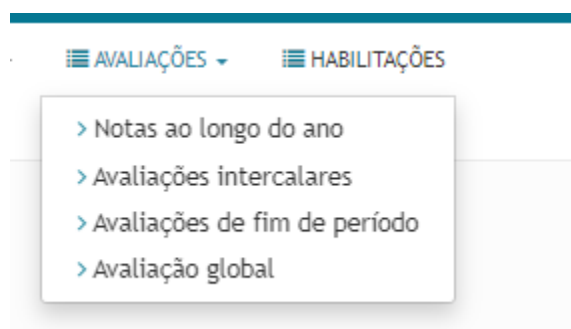 AVALIAÇÕES HABILITAÇÕES
> Notas ao longo do ano
> Avaliações intercalares
> Avaliações de fim de período
> Avaliação global